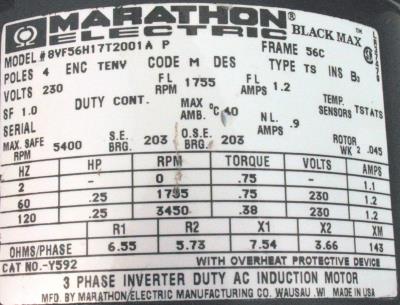 MARATHON
ELECTRIC ® BLACK MAX™
MODEL# 8YF56H17T2001A P FRAME 56C
POLES 4 ENC TENV CODE M DES TYPE TS INS B3
VOLTS 230 FL RPM 1755 FL AMPS 1.2
SF 1.0 DUTY CONT. MAX AMB. °C 40 NL. AMPS .9 TEMP. SENSORS TSTATS
SERIAL
MAX. SAFE RPM 5400 S.E. BRG. 203 O.S.E. BRG. 203 ROTOR WK 2 .045
HZ HP RPM TORQUE VOLTS AMPS
2 - 0 .75 - 1.1
60 .25 1755 .75 230 1.1
120 .25 3450 .38 230 1.2
R1 R2 X1 X2 XM
OHMS/PHASE 6.55 5.73 7.54 3.66 143
CAT NO.-Y592 WITH OVERHEAT PROTECTIVE DEVICE
3 PHASE INVERTER DUTY AC INDUCTION MOTOR
MFD. BY MARATHON/ELECTRIC MANUFACTURING CO. WAUSAU, WI. MADE IN USA